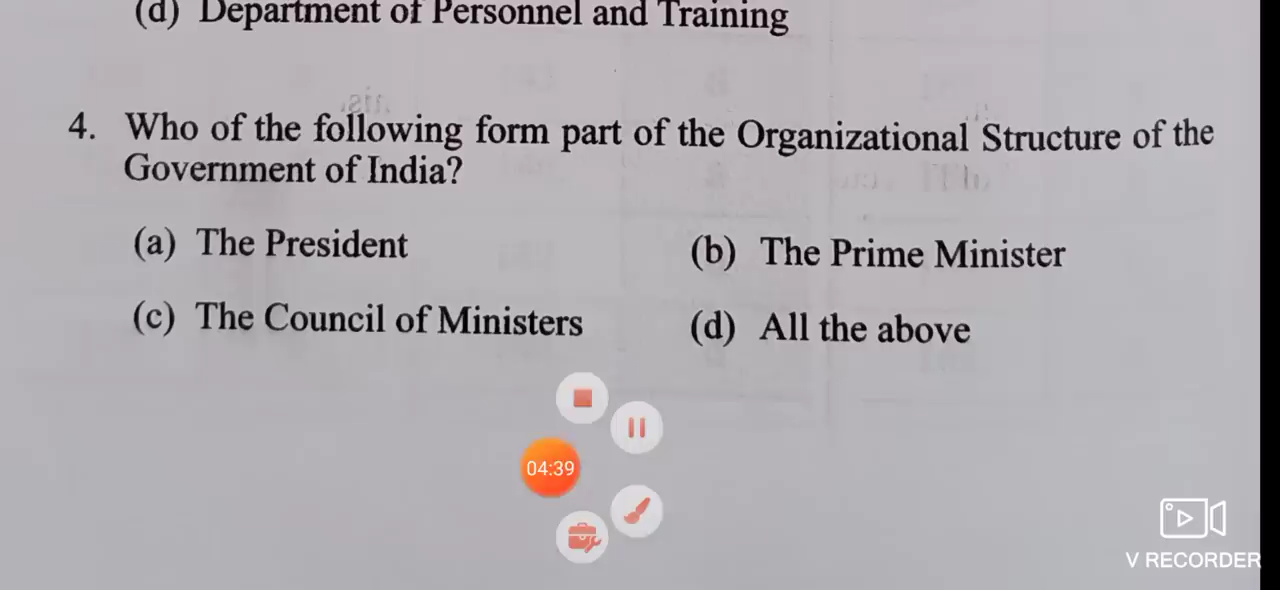 (d) Department of Personnel and Training
4. Who of the following form part of the Organizational Structure of the
Government of India?
(a) The President
(b) The Prime Minister
(c) The Council of Ministers
(d) All the above
04:39
V RECORDER